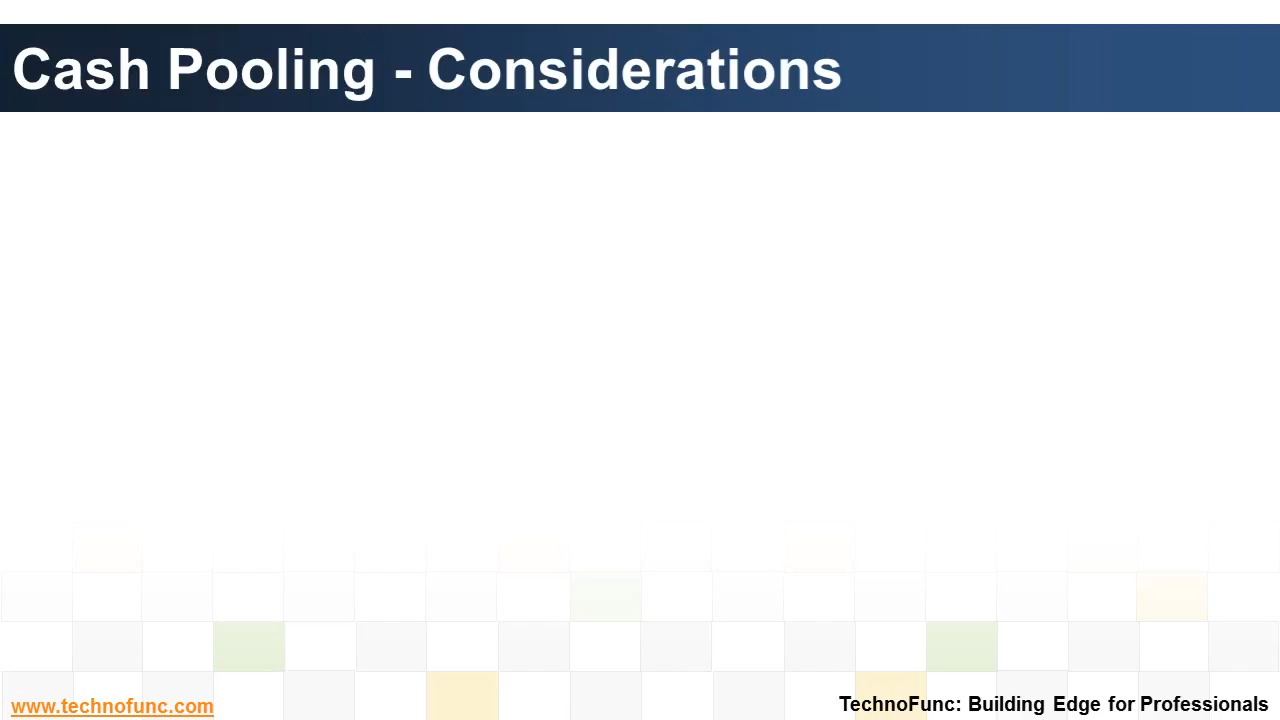 Cash Pooling - Considerations
www.technofunc.com
TechnoFunc: Building Edge for Professionals